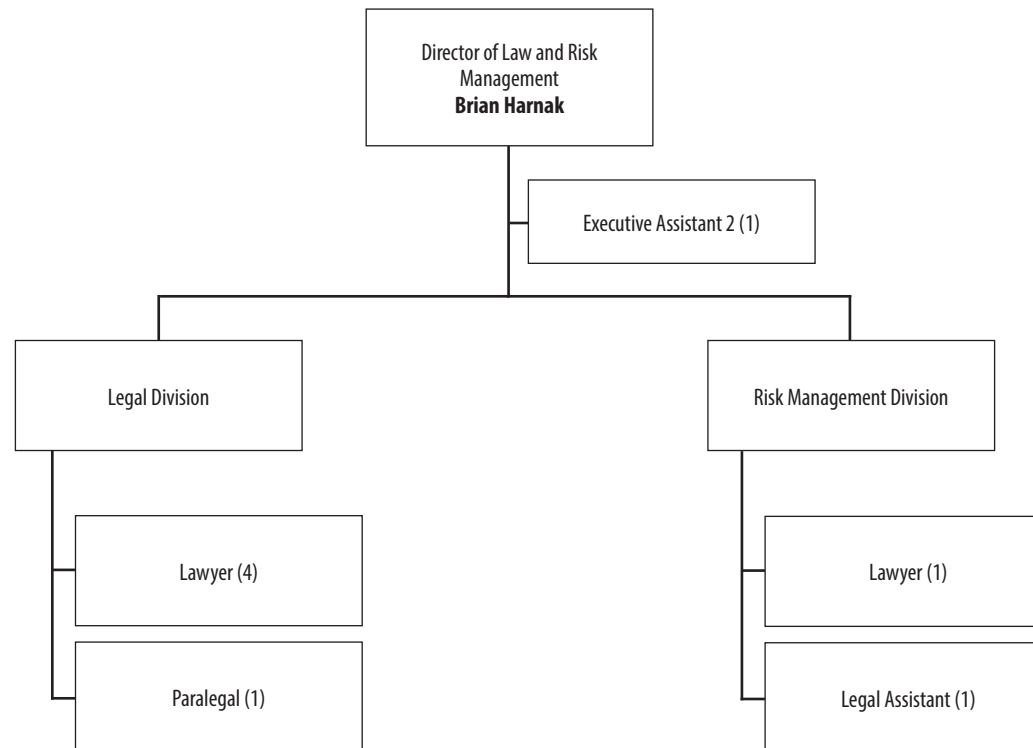 Director of Law and Risk
Management
Brian Harnak
Executive Assistant 2 (1)
Legal Division
Risk Management Division
Lawyer (4)
Lawyer (1)
Paralegal (1)
Legal Assistant (1)